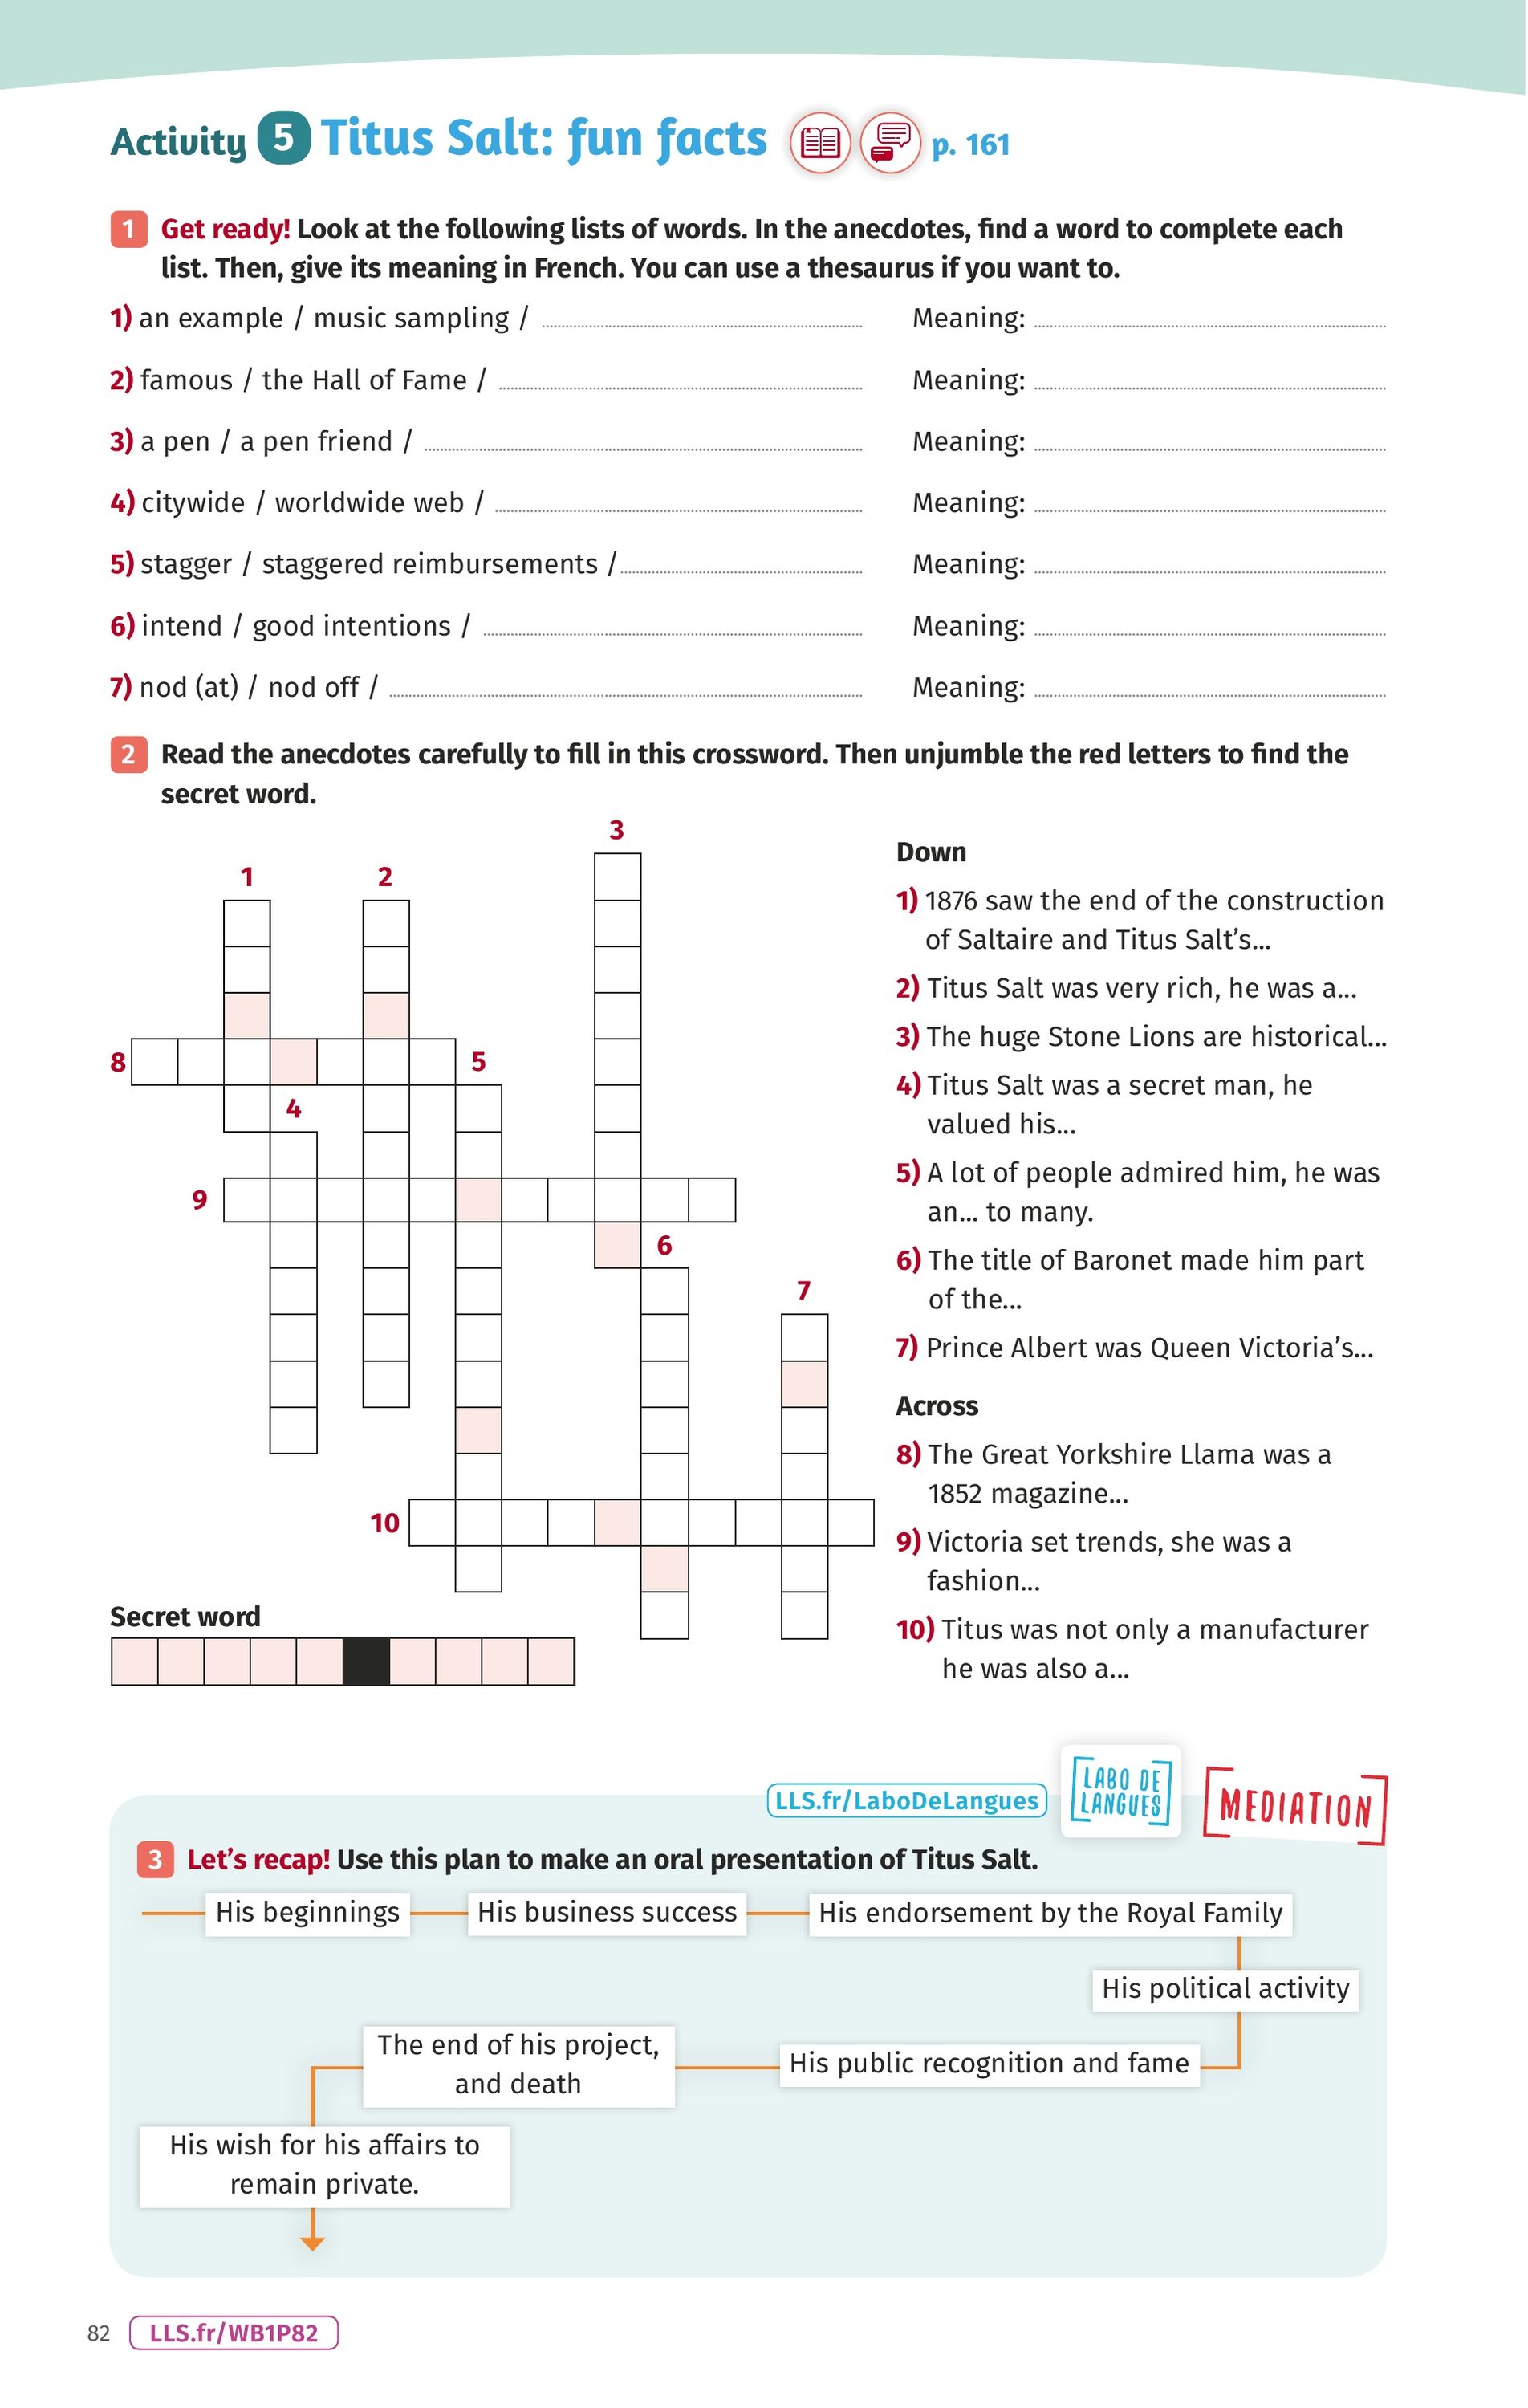 Activity 5 Titus Salt: fun facts p. 161
1 Get ready! Look at the following lists of words. In the anecdotes, find a word to complete each
list. Then, give its meaning in French. You can use a thesaurus if you want to.
1) an example / music sampling / Meaning:
2) famous / the Hall of Fame / Meaning:
3) a pen / a pen friend / Meaning:
4) citywide / worldwide web / Meaning:
5) stagger / staggered reimbursements / Meaning:
6) intend / good intentions / Meaning:
7) nod (at) / nod off / Meaning:
2 Read the anecdotes carefully to fill in this crossword. Then unjumble the red letters to find the
secret word.
3
1
2
8
5
4
9
6
7
10
Secret word
Down
1) 1876 saw the end of the construction
of Saltaire and Titus Salt’s...
2) Titus Salt was very rich, he was a...
3) The huge Stone Lions are historical...
4) Titus Salt was a secret man, he
valued his...
5) A lot of people admired him, he was
an... to many.
6) The title of Baronet made him part
of the...
7) Prince Albert was Queen Victoria’s...
Across
8) The Great Yorkshire Llama was a
1852 magazine...
9) Victoria set trends, she was a
fashion...
10) Titus was not only a manufacturer
he was also a...
LLS.fr/LaboDeLangues
LABO DE
LANGUES
MEDIATION
3 Let’s recap! Use this plan to make an oral presentation of Titus Salt.
His beginnings
His business success
His endorsement by the Royal Family
His political activity
His public recognition and fame
The end of his project,
and death
His wish for his affairs to
remain private.
82 LLS.fr/WB1P82